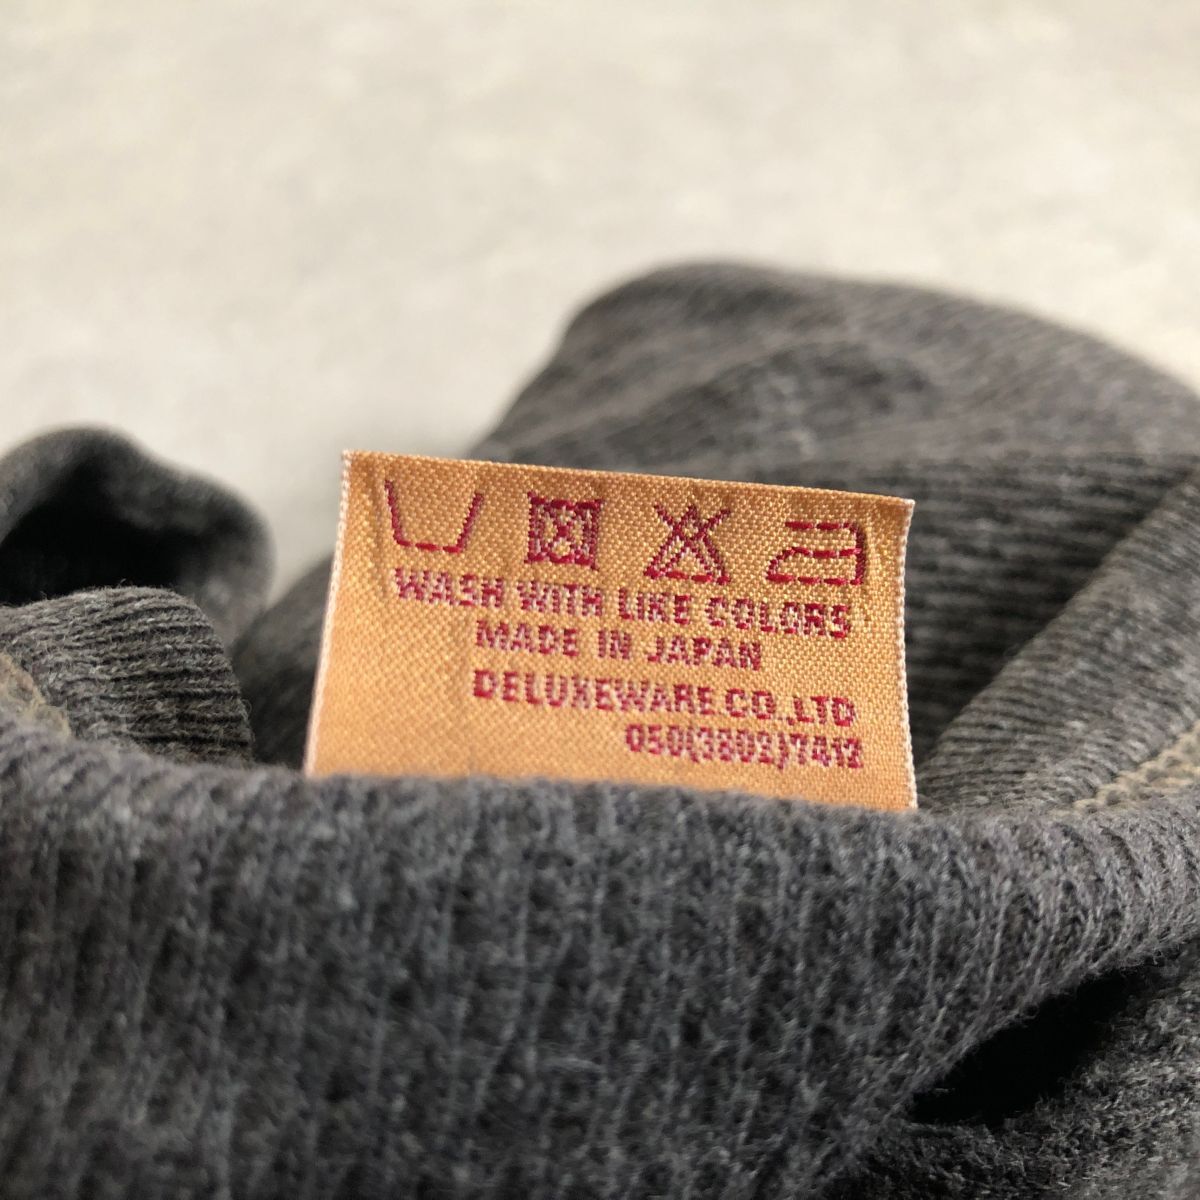 WASH WITH LIKE COLORS
MADE IN JAPAN
DELUXEWARE CO.,LTD
050(3802)7412